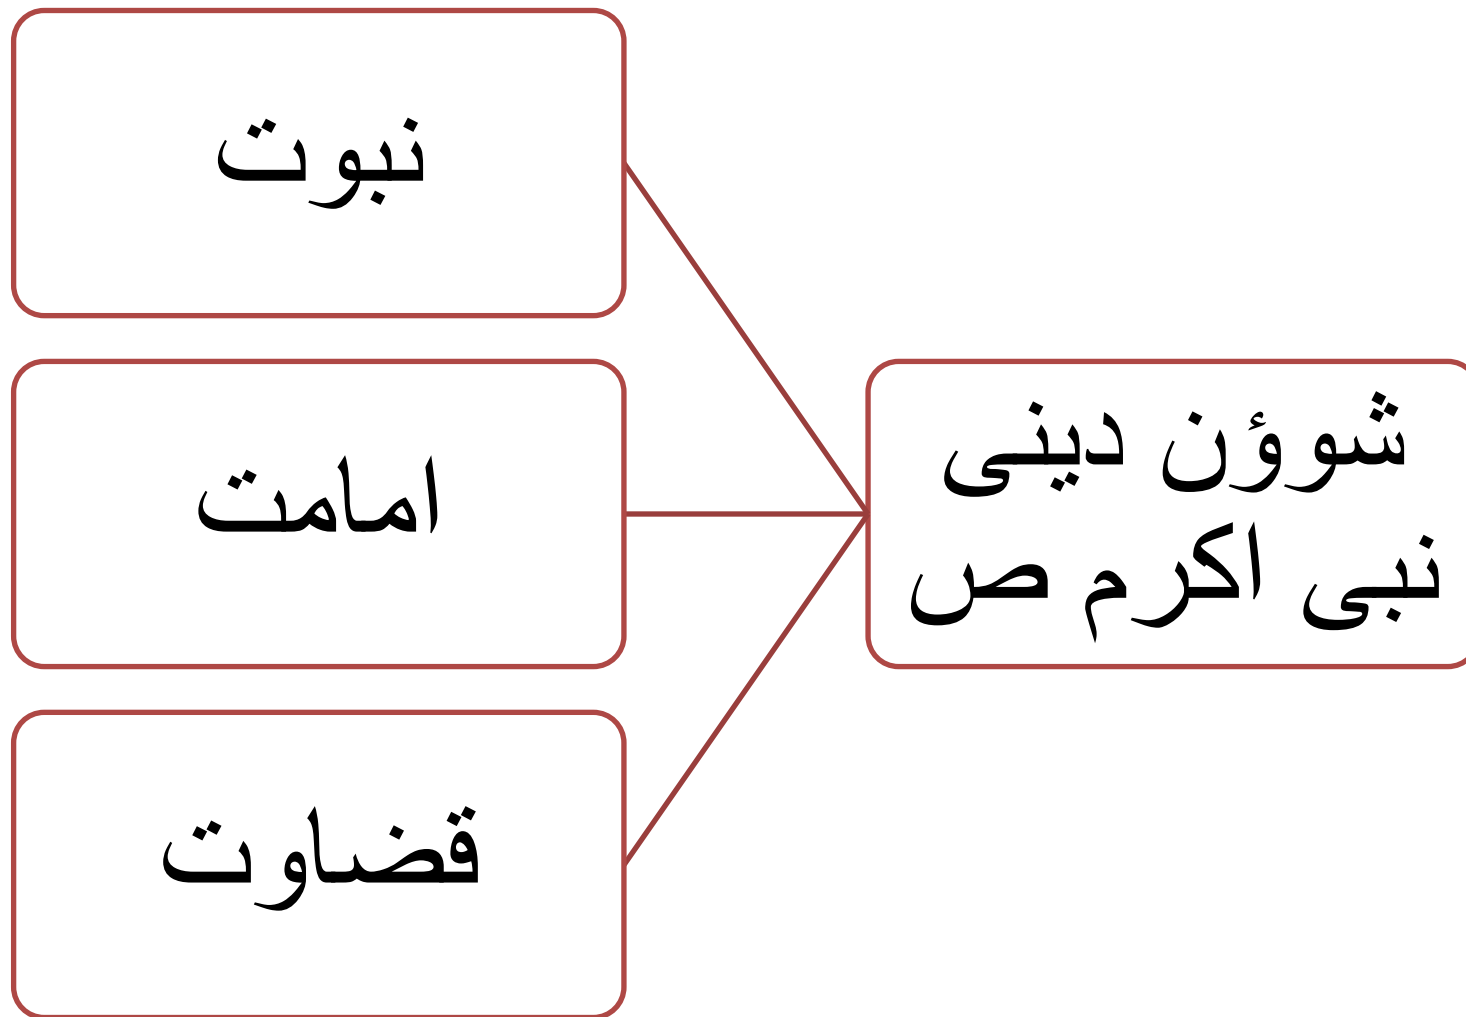 شوؤن دینی
نبی اکرم ص
نبوت
امامت
قضاوت